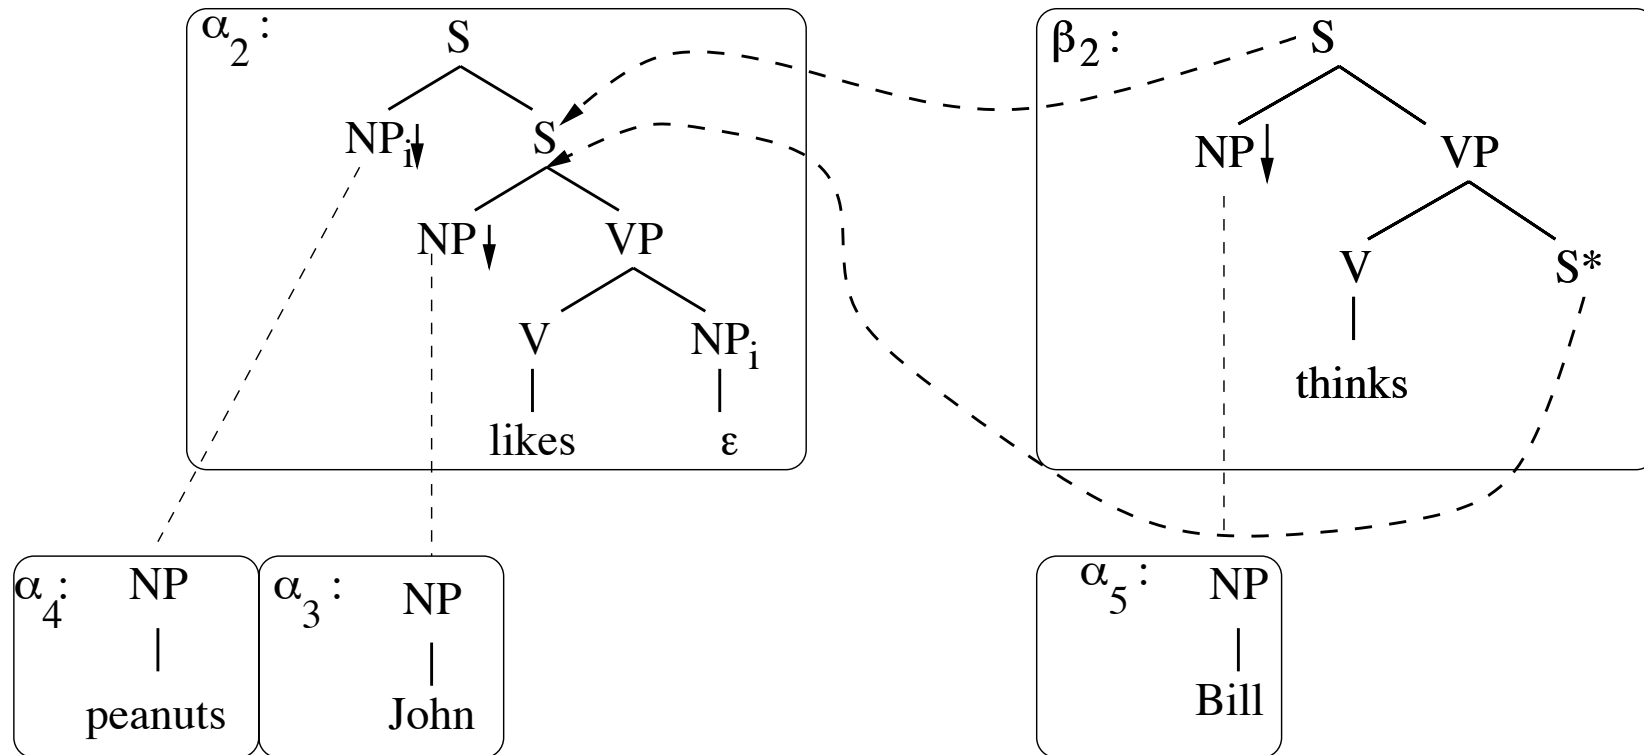 α2: S
β2: S
NPi↓ S
NP↓ VP
NP↓ VP
V S*
V NPi
thinks
likes ε
α4: NP
α3: NP
α5: NP
peanuts
John
Bill